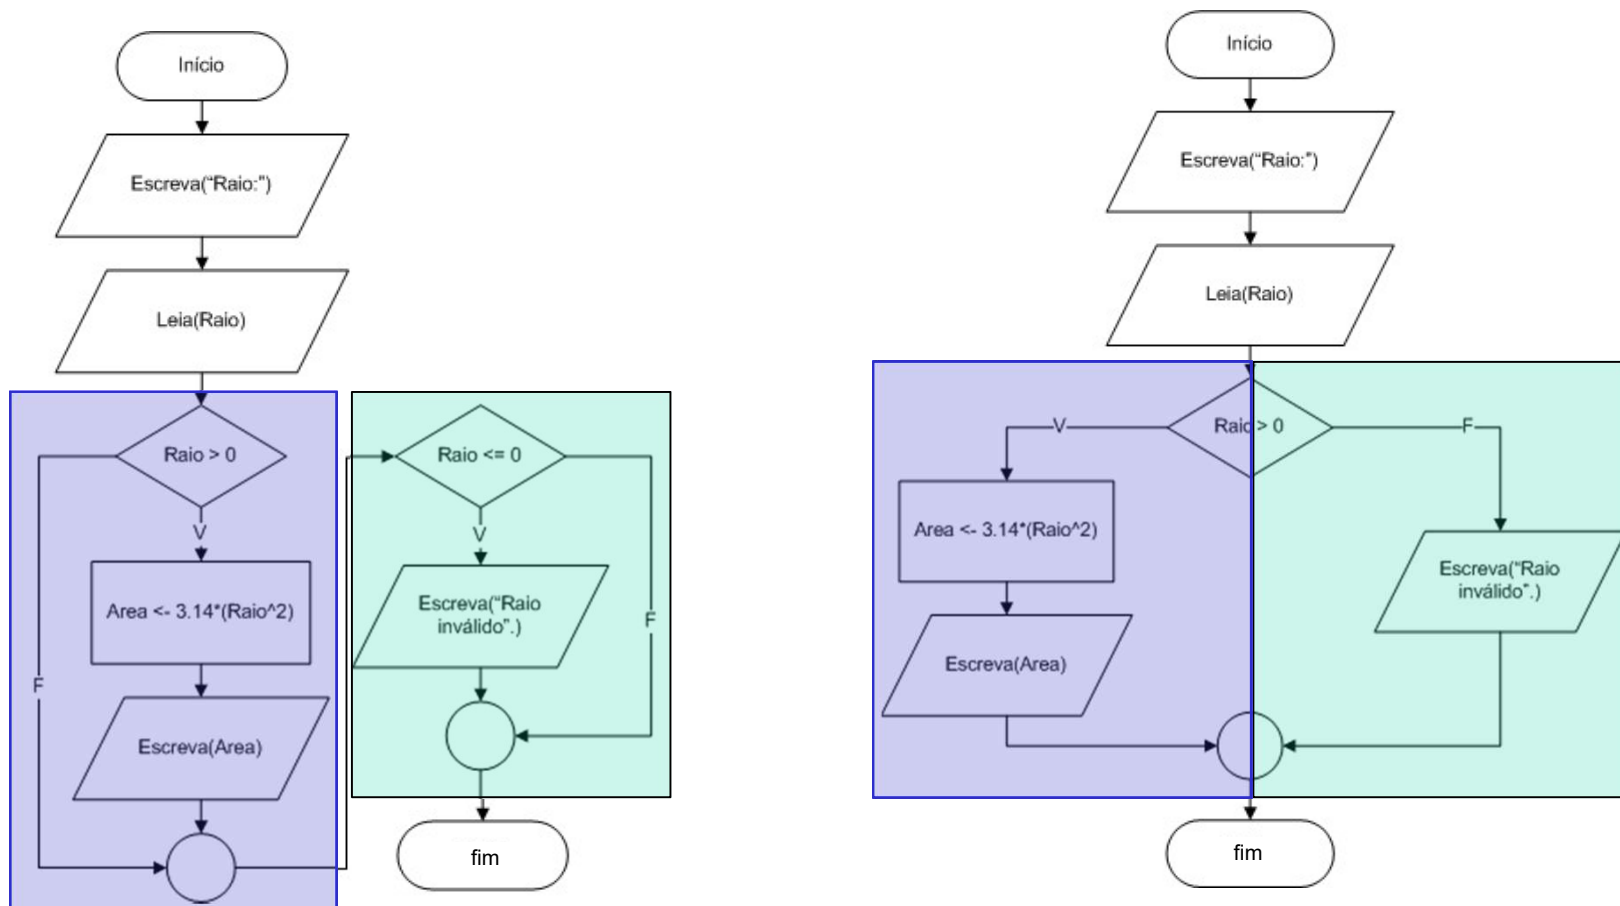 Início
Escreva("Raio:")
Leia(Raio)
Raio > 0
V
F
Area <- 3.14*(Raio^2)
Escreva(Area)
Raio <= 0
V
F
Escreva("Raio
inválido".)
fim
Início
Escreva("Raio:")
Leia(Raio)
Raio > 0
V
F
Area <- 3.14*(Raio^2)
Escreva(Area)
Escreva("Raio
inválido".)
fim